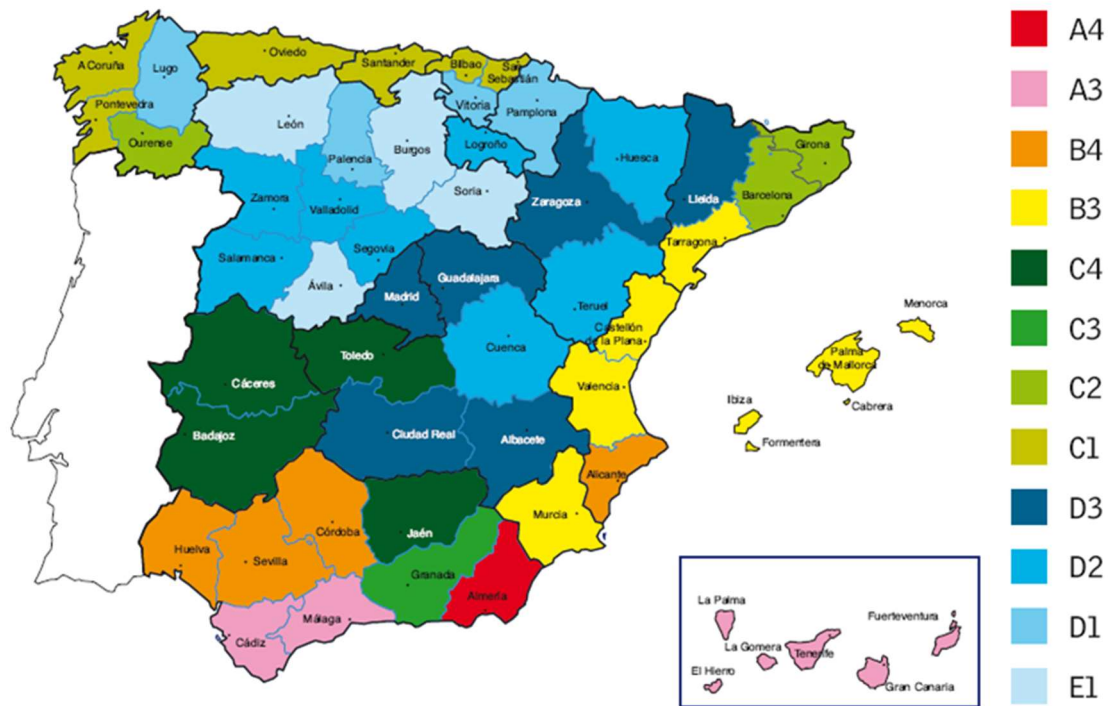 A Coruña
Lugo
Oviedo
Santander
Bilbao
San
Sebastián
Pontevedra
Ourense
León
Palencia
Burgos
Vitoria
Pamplona
Logroño
Huesca
Lleida
Girona
Barcelona
Zamora
Valladolid
Soria
Zaragoza
Tarragona
Salamanca
Segovia
Ávila
Madrid
Guadalajara
Teruel
Castellón
de la Plana
Cuenca
Toledo
Cáceres
Valencia
Menorca
Palma
de Mallorca
Ibiza
Cabrera
Formentera
Badajoz
Ciudad Real
Albacete
Alicante
Murcia
Huelva
Sevilla
Córdoba
Jaén
Granada
Almería
Málaga
Cádiz
La Palma
La Gomera
El Hierro
Tenerife
Fuerteventura
Gran Canaria
A4
A3
B4
B3
C4
C3
C2
C1
D3
D2
D1
E1